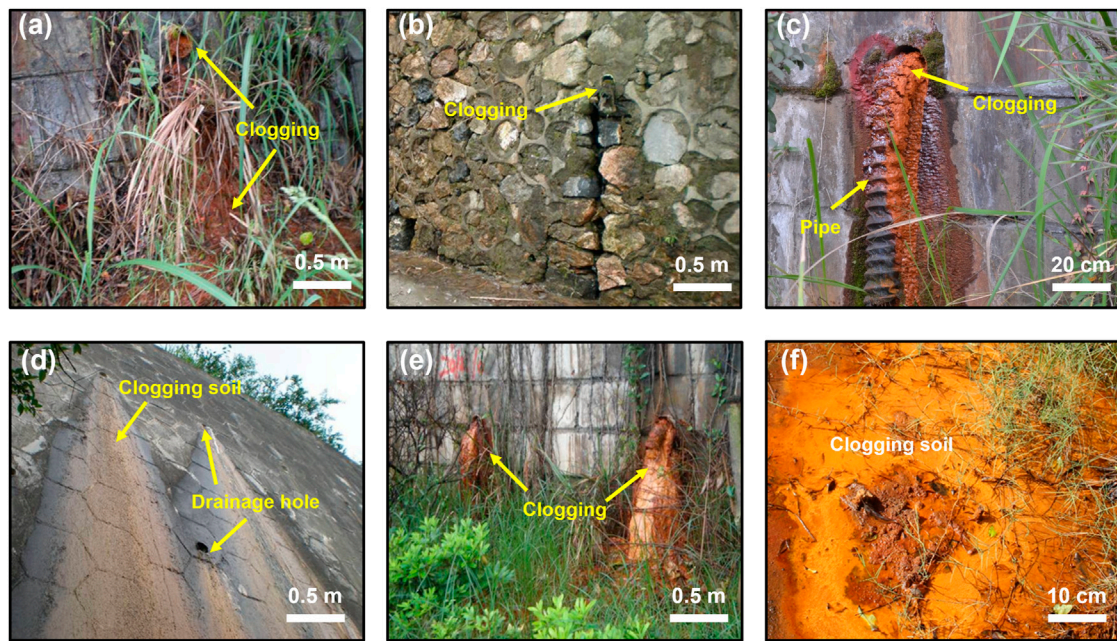 (a)
Clogging
0.5 m
(b)
Clogging
0.5 m
(c)
Clogging
Pipe
20 cm
(d)
Clogging soil
Drainage hole
0.5 m
(e)
Clogging
0.5 m
(f)
Clogging soil
10 cm